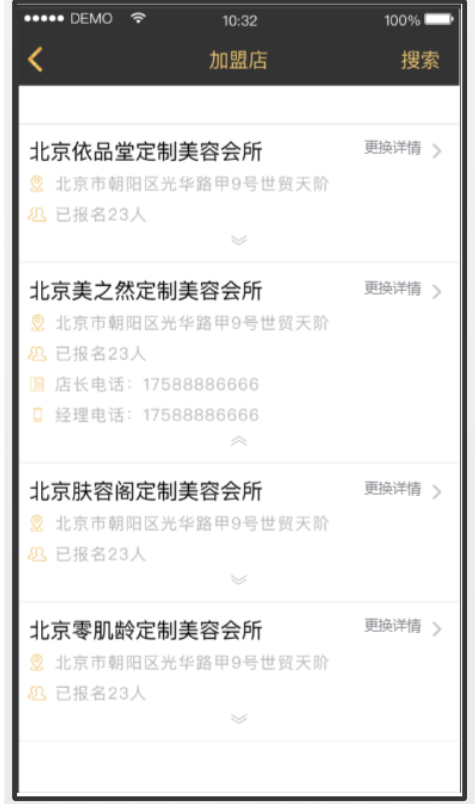 DEMO 10:32 100%
加盟店 搜索
北京依品堂定制美容会所 更换详情
北京市朝阳区光华路甲9号世贸天阶
已报名23人
北京美之然定制美容会所 更换详情
北京市朝阳区光华路甲9号世贸天阶
已报名23人
店长电话：17588886666
经理电话：17588886666
北京肤容阁定制美容会所 更换详情
北京市朝阳区光华路甲9号世贸天阶
已报名23人
北京零肌龄定制美容会所 更换详情
北京市朝阳区光华路甲9号世贸天阶
已报名23人